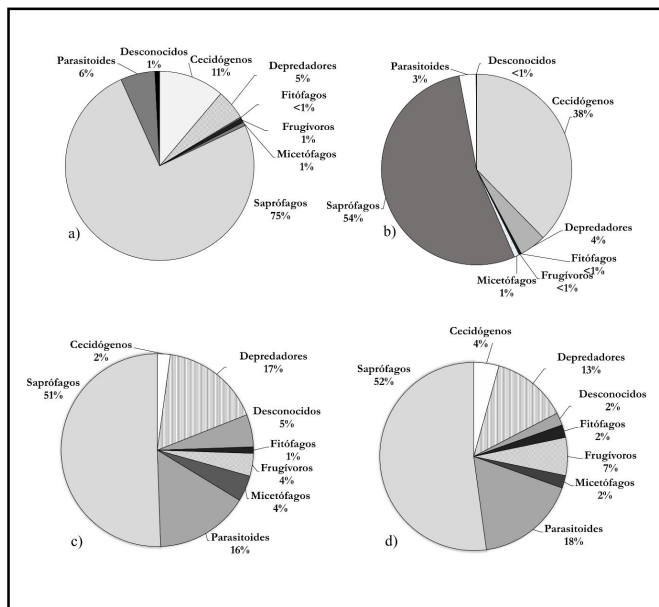 Desconocidos
1%
Cecidógenos
11%
Depredadores
5%
Fitófagos
<1%
Frugívoros
1%
Micetófagos
1%
Saprófagos
75%
Parasitoides
6%
a)
Desconocidos
<1%
Cecidógenos
38%
Depredadores
4%
Fitófagos
<1%
Frugívoros
<1%
Micetófagos
1%
Saprófagos
54%
Parasitoides
3%
b)
Cecidógenos
2%
Depredadores
17%
Desconocidos
5%
Fitófagos
1%
Frugívoros
4%
Micetófagos
4%
Parasitoides
16%
Saprófagos
51%
c)
Cecidógenos
4%
Depredadores
13%
Desconocidos
2%
Fitófagos
2%
Frugívoros
7%
Micetófagos
2%
Parasitoides
18%
Saprófagos
52%
d)